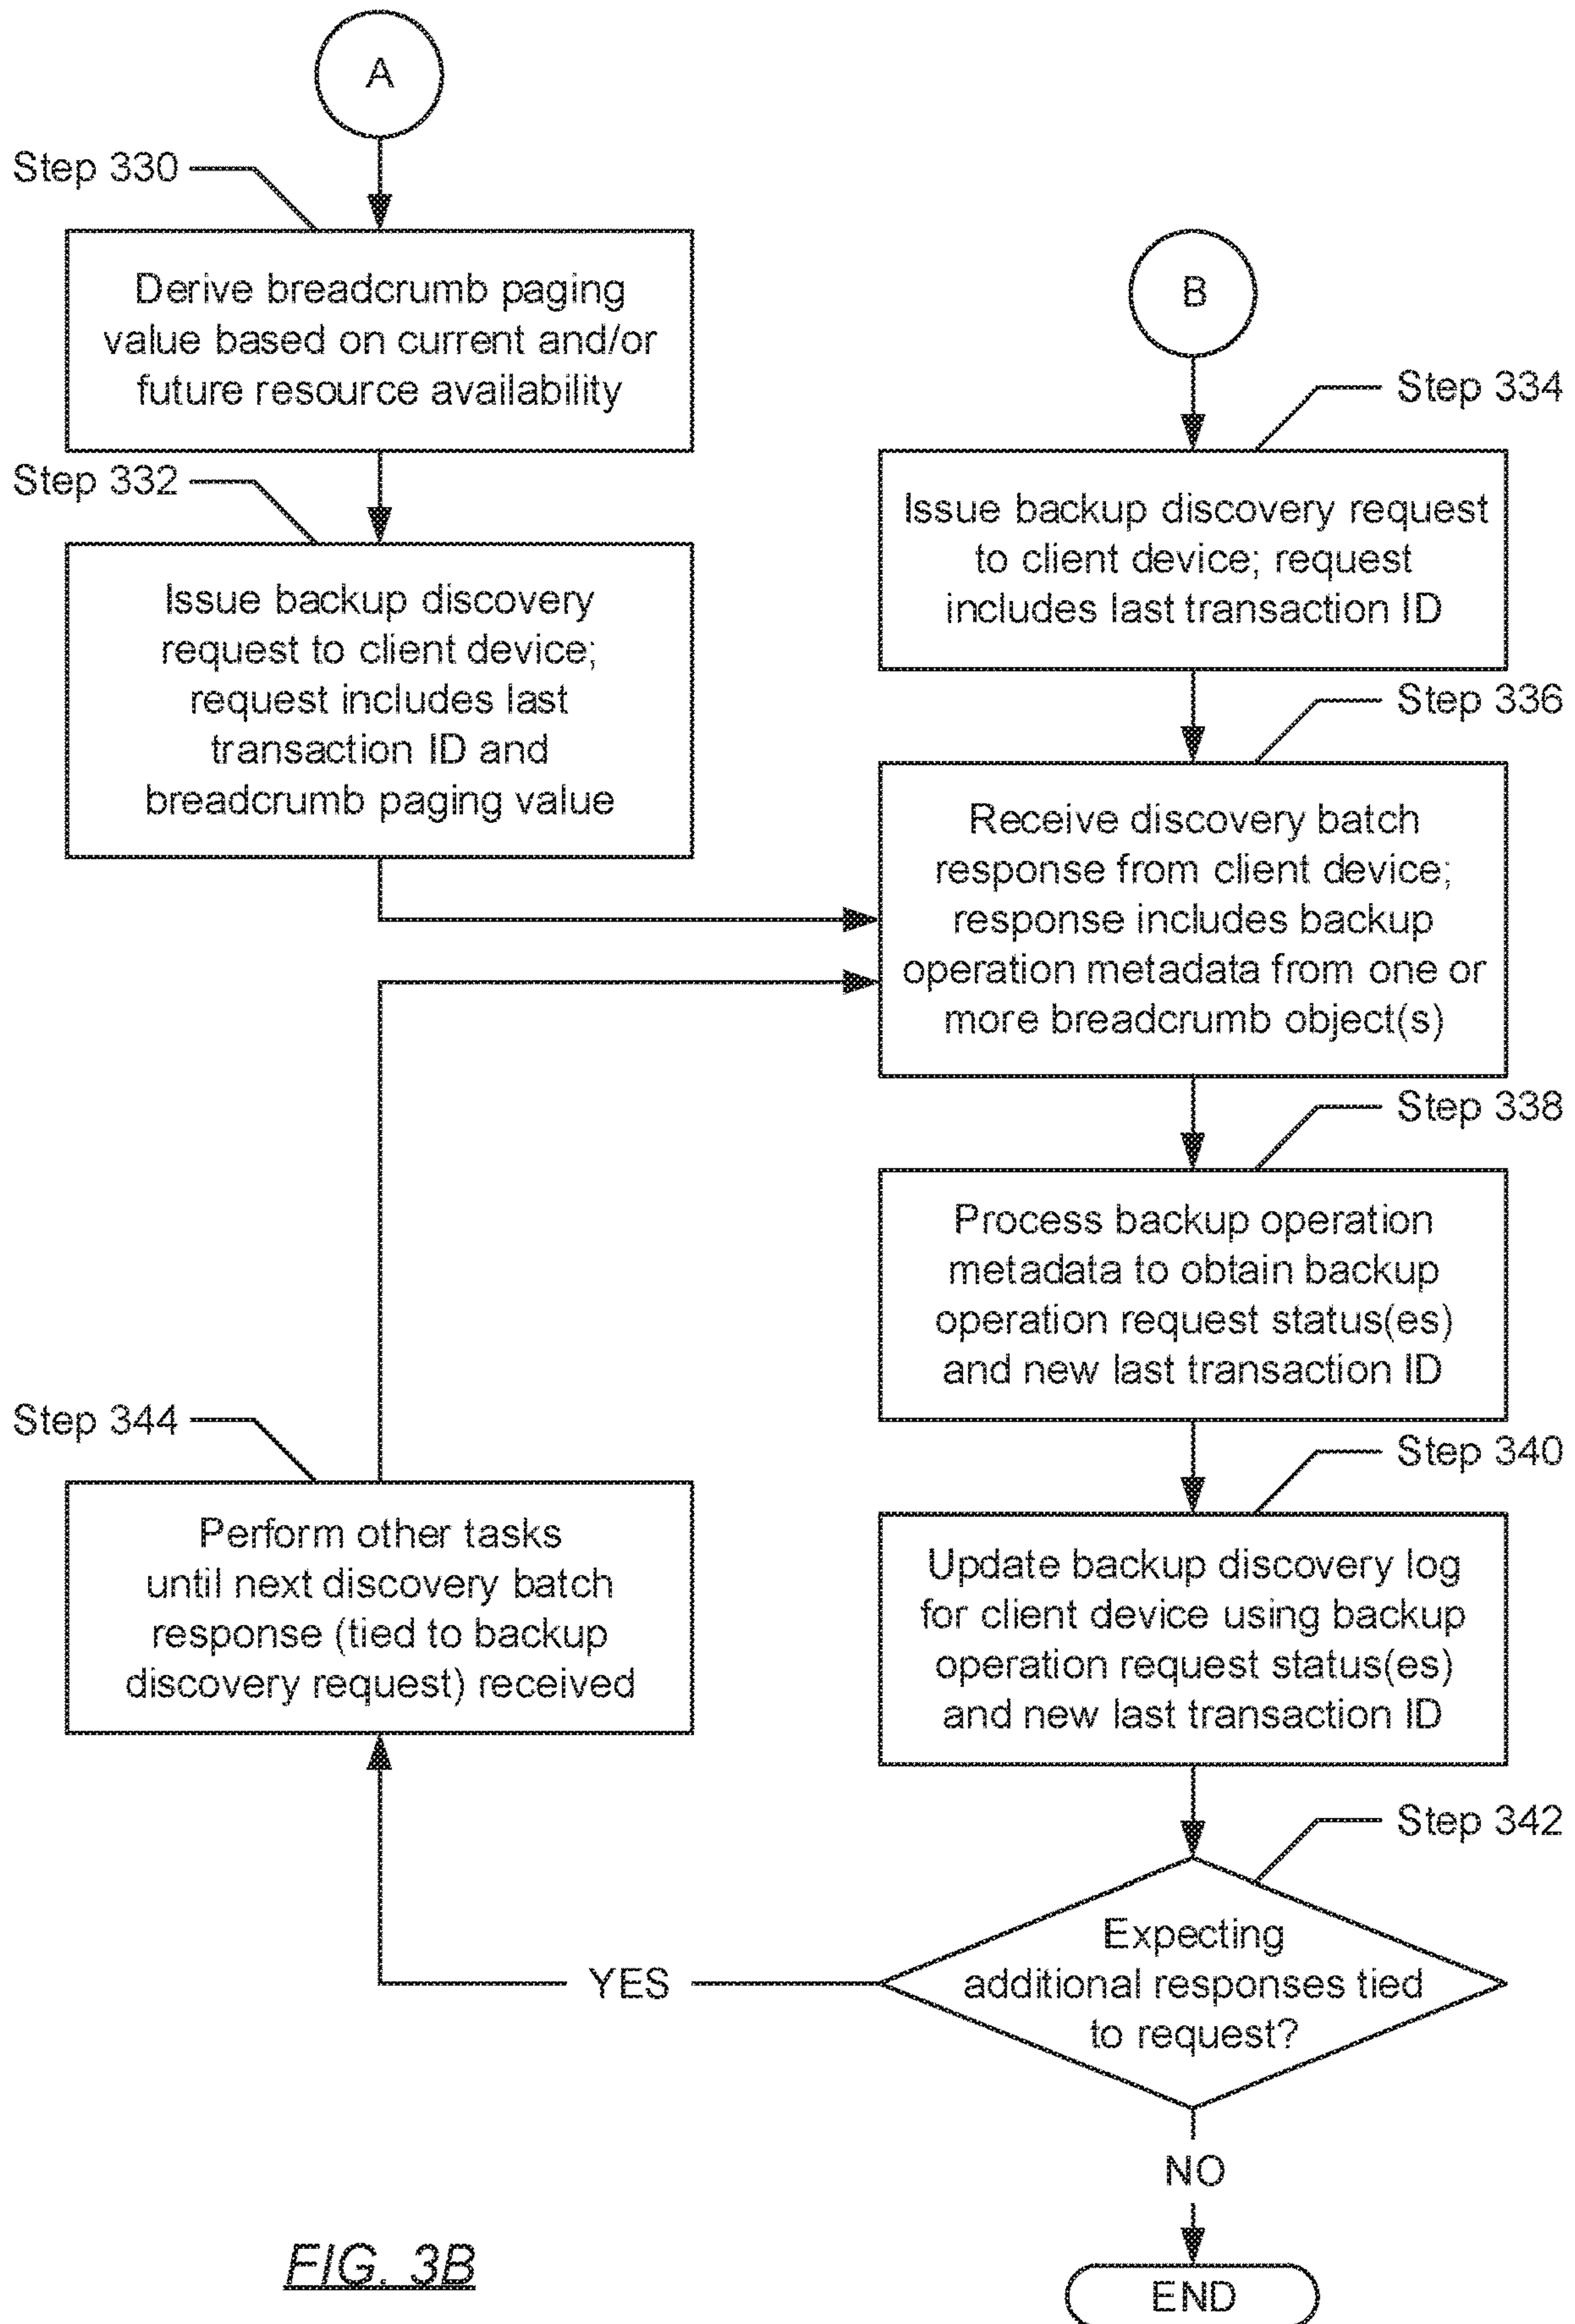 A
Step 330
Derive breadcrumb paging
value based on current and/or
future resource availability
Step 332
Issue backup discovery
request to client device;
request includes last
transaction ID and
breadcrumb paging value
B
Step 334
Issue backup discovery request
to client device; request
includes last transaction ID
Step 336
Receive discovery batch
response from client device;
response includes backup
operation metadata from one or
more breadcrumb object(s)
Step 338
Process backup operation
metadata to obtain backup
operation request status(es)
and new last transaction ID
Step 340
Update backup discovery log
for client device using backup
operation request status(es)
and new last transaction ID
Step 342
Expecting
additional responses tied
to request?
YES
Step 344
Perform other tasks
until next discovery batch
response (tied to backup
discovery request) received
NO
END
FIG. 3B